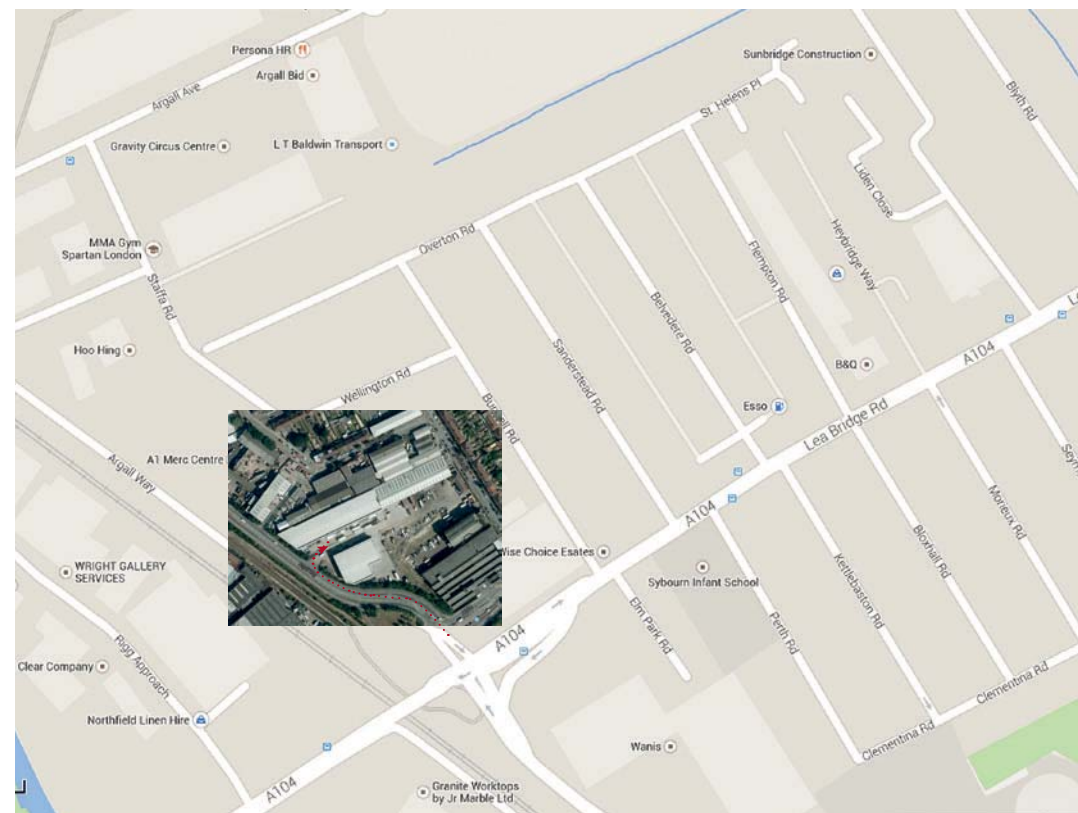 Persona HR
Argall Bid
Argall Ave
Gravity Circus Centre
L T Baldwin Transport
Sunbridge Construction
Blyth Rd
St Helens Pl
Liden Close
Heybridge Way
MMA Gym
Spartan London
Staffa Rd
Overton Rd
Flempton Rd
Belvedere Rd
Hoo Hing
Sanderstead Rd
B&Q
A104
Wellington Rd
Esso
Lea Bridge Rd
Argall Way
A1 Merc Centre
A104
Wise Choice Esates
Morieux Rd
Bloxhall Rd
WRIGHT GALLERY
SERVICES
Sybourn Infant School
Kettlebaston Rd
Elm Park Rd
Perth Rd
A104
Clear Company
Rigg Approach
Clementina Rd
Northfield Linen Hire
Wanis
Clementina Rd
A104
Granite Worktops
by Jr Marble Ltd